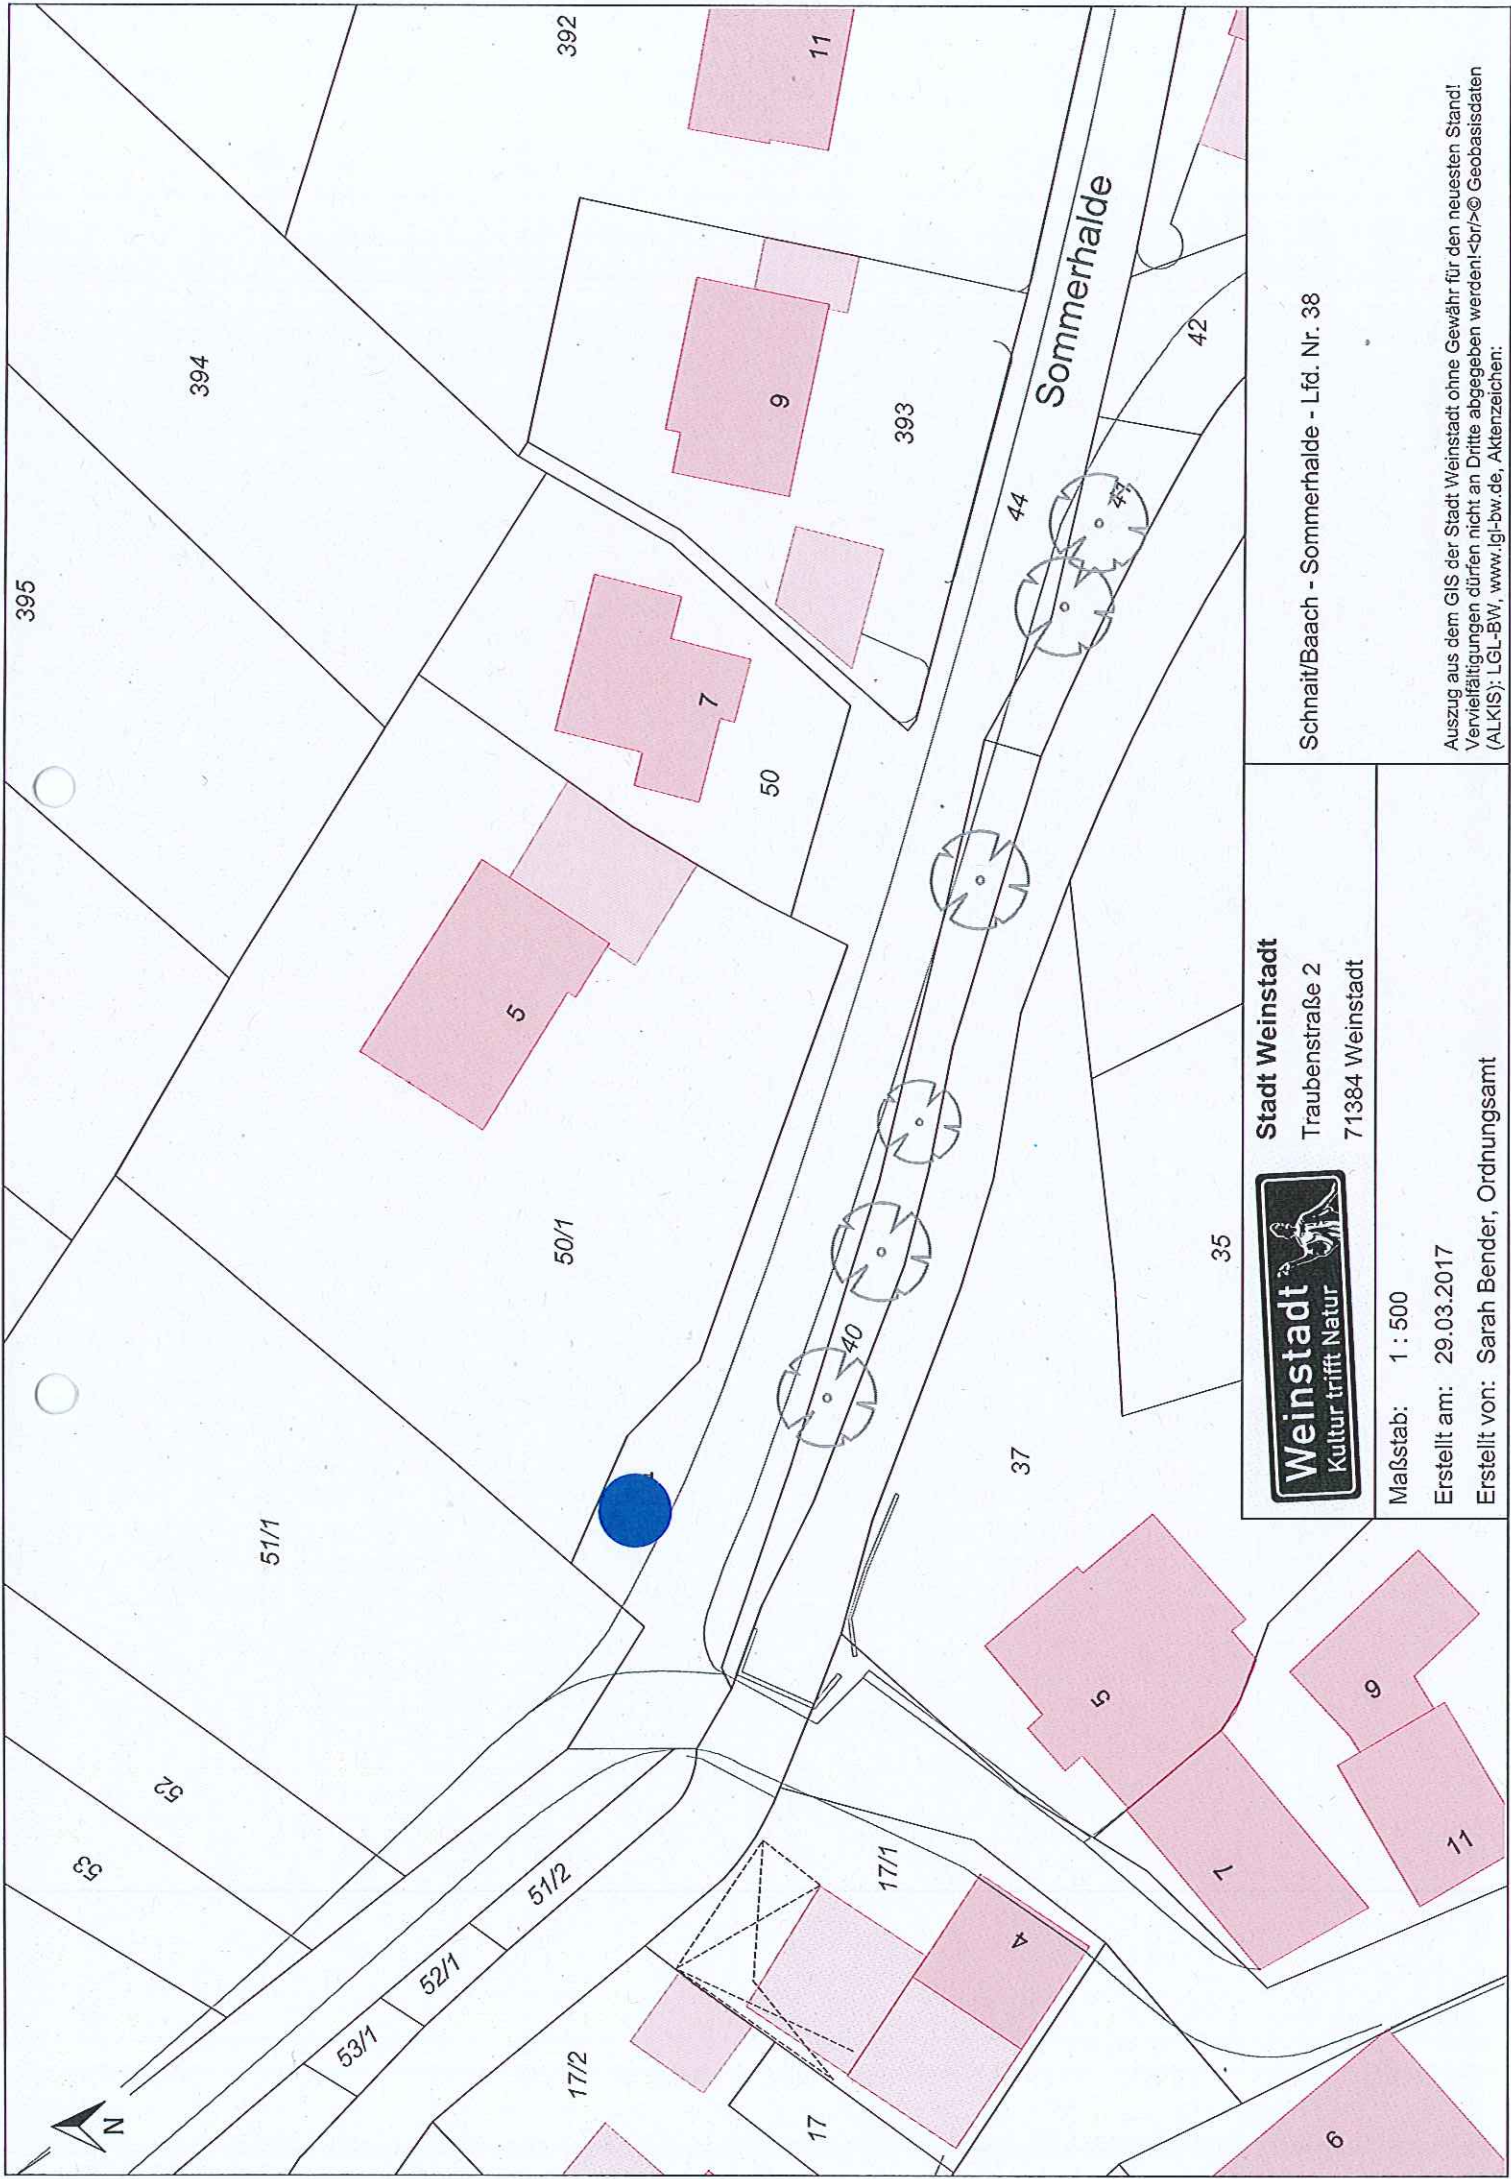 395
394
392
53
52
51/1
50/1
5
7
50
9
393
11
53/1
52/1
51/2
44
Sommerhalde
42
40
17/2
17/1
17
4
37
35
5
7
9
11
6
N
Weinstadt
Kultur trifft Natur
Stadt Weinstadt
Traubenstraße 2
71384 Weinstadt
Maßstab: 1 : 500
Erstellt am: 29.03.2017
Erstellt von: Sarah Bender, Ordnungsamt
Schnait/Baach - Sommerhalde - Lfd. Nr. 38
Auszug aus dem GIS der Stadt Weinstadt ohne Gewähr für den neuesten Stand!
Vervielfältigungen dürfen nicht an Dritte abgegeben werden!<br/>© Geobasisdaten
(ALKIS): LGL-BW, www.lgl-bw.de, Aktenzeichen: